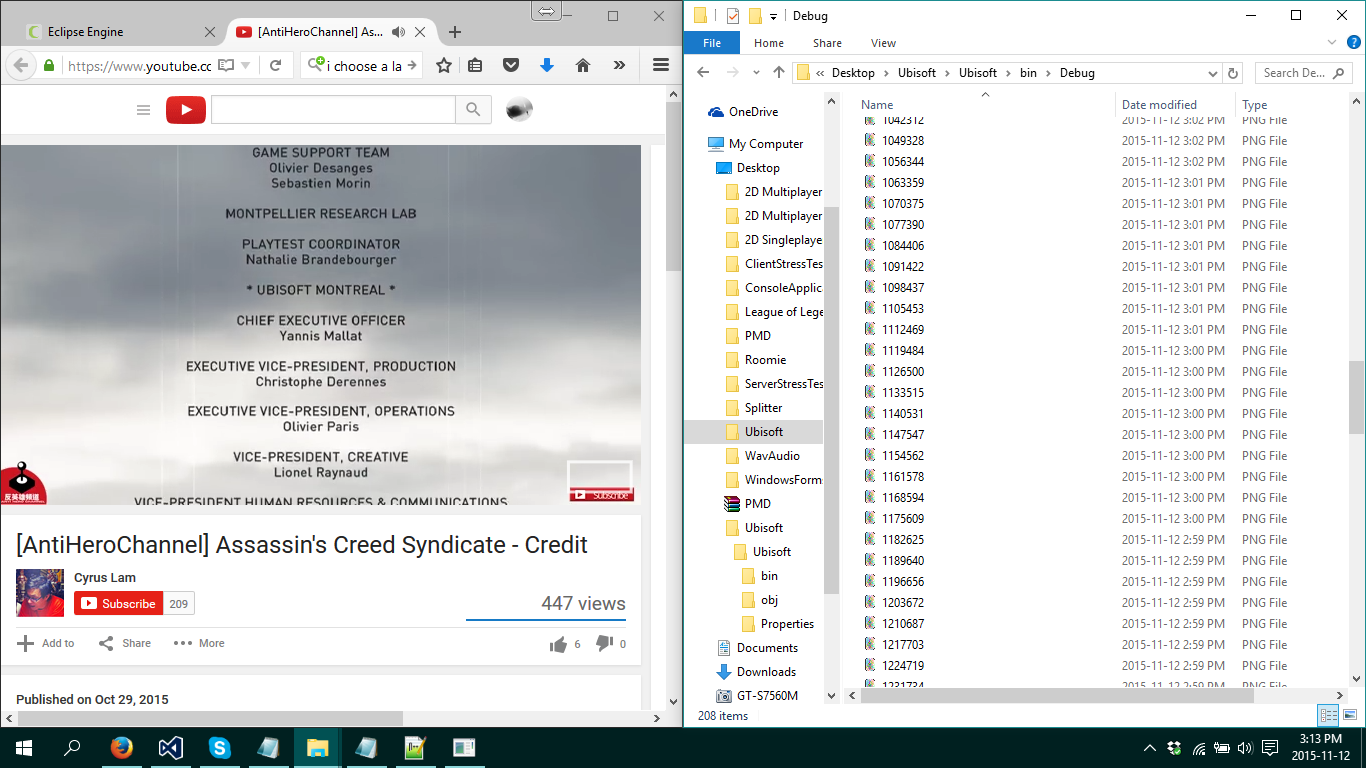 Eclipse Engine
[AntiHeroChannel] As...
https://www.youtube.cc
i choose a la
GAME SUPPORT TEAM
Olivier Desanges
Sebastien Morin
MONTPELLIER RESEARCH LAB
PLAYTEST COORDINATOR
Nathalie Brandebourger
* UBISOFT MONTREAL *
CHIEF EXECUTIVE OFFICER
Yannis Mallat
EXECUTIVE VICE-PRESIDENT, PRODUCTION
Christophe Derennes
EXECUTIVE VICE-PRESIDENT, OPERATIONS
Olivier Paris
VICE-PRESIDENT, CREATIVE
Lionel Raynaud
VICE-PRESIDENT HUMAN RESOURCES & COMMUNICATIONS
反英雄頻道
Subscribe
[AntiHeroChannel] Assassin's Creed Syndicate - Credit
Cyrus Lam
Subscribe 209
447 views
Add to Share More 6 0
Published on Oct 29, 2015
Debug
File Home Share View
« Desktop Ubisoft Ubisoft bin Debug
Search De...
OneDrive
My Computer
Desktop
2D Multiplayer
2D Multiplayer
2D Singleplaye
ClientStressTes
ConsoleApplica
League of Lege
PMD
Roomie
ServerStressTes
Splitter
Ubisoft
WavAudio
WindowsForm
PMD
Ubisoft
Ubisoft
bin
obj
Properties
Documents
Downloads
GT-S7560M
Name Date modified Type
1042312 2015-11-12 3:02 PM PNG File
1049328 2015-11-12 3:02 PM PNG File
1056344 2015-11-12 3:02 PM PNG File
1063359 2015-11-12 3:01 PM PNG File
1070375 2015-11-12 3:01 PM PNG File
1077390 2015-11-12 3:01 PM PNG File
1084406 2015-11-12 3:01 PM PNG File
1091422 2015-11-12 3:01 PM PNG File
1098437 2015-11-12 3:01 PM PNG File
1105453 2015-11-12 3:01 PM PNG File
1112469 2015-11-12 3:01 PM PNG File
1119484 2015-11-12 3:00 PM PNG File
1126500 2015-11-12 3:00 PM PNG File
1133515 2015-11-12 3:00 PM PNG File
1140531 2015-11-12 3:00 PM PNG File
1147547 2015-11-12 3:00 PM PNG File
1154562 2015-11-12 3:00 PM PNG File
1161578 2015-11-12 3:00 PM PNG File
1168594 2015-11-12 3:00 PM PNG File
1175609 2015-11-12 3:00 PM PNG File
1182625 2015-11-12 2:59 PM PNG File
1189640 2015-11-12 2:59 PM PNG File
1196656 2015-11-12 2:59 PM PNG File
1203672 2015-11-12 2:59 PM PNG File
1210687 2015-11-12 2:59 PM PNG File
1217703 2015-11-12 2:59 PM PNG File
1224719 2015-11-12 2:59 PM PNG File
1231734 2015-11-12 2:59 PM PNG File
208 items
3:13 PM
2015-11-12